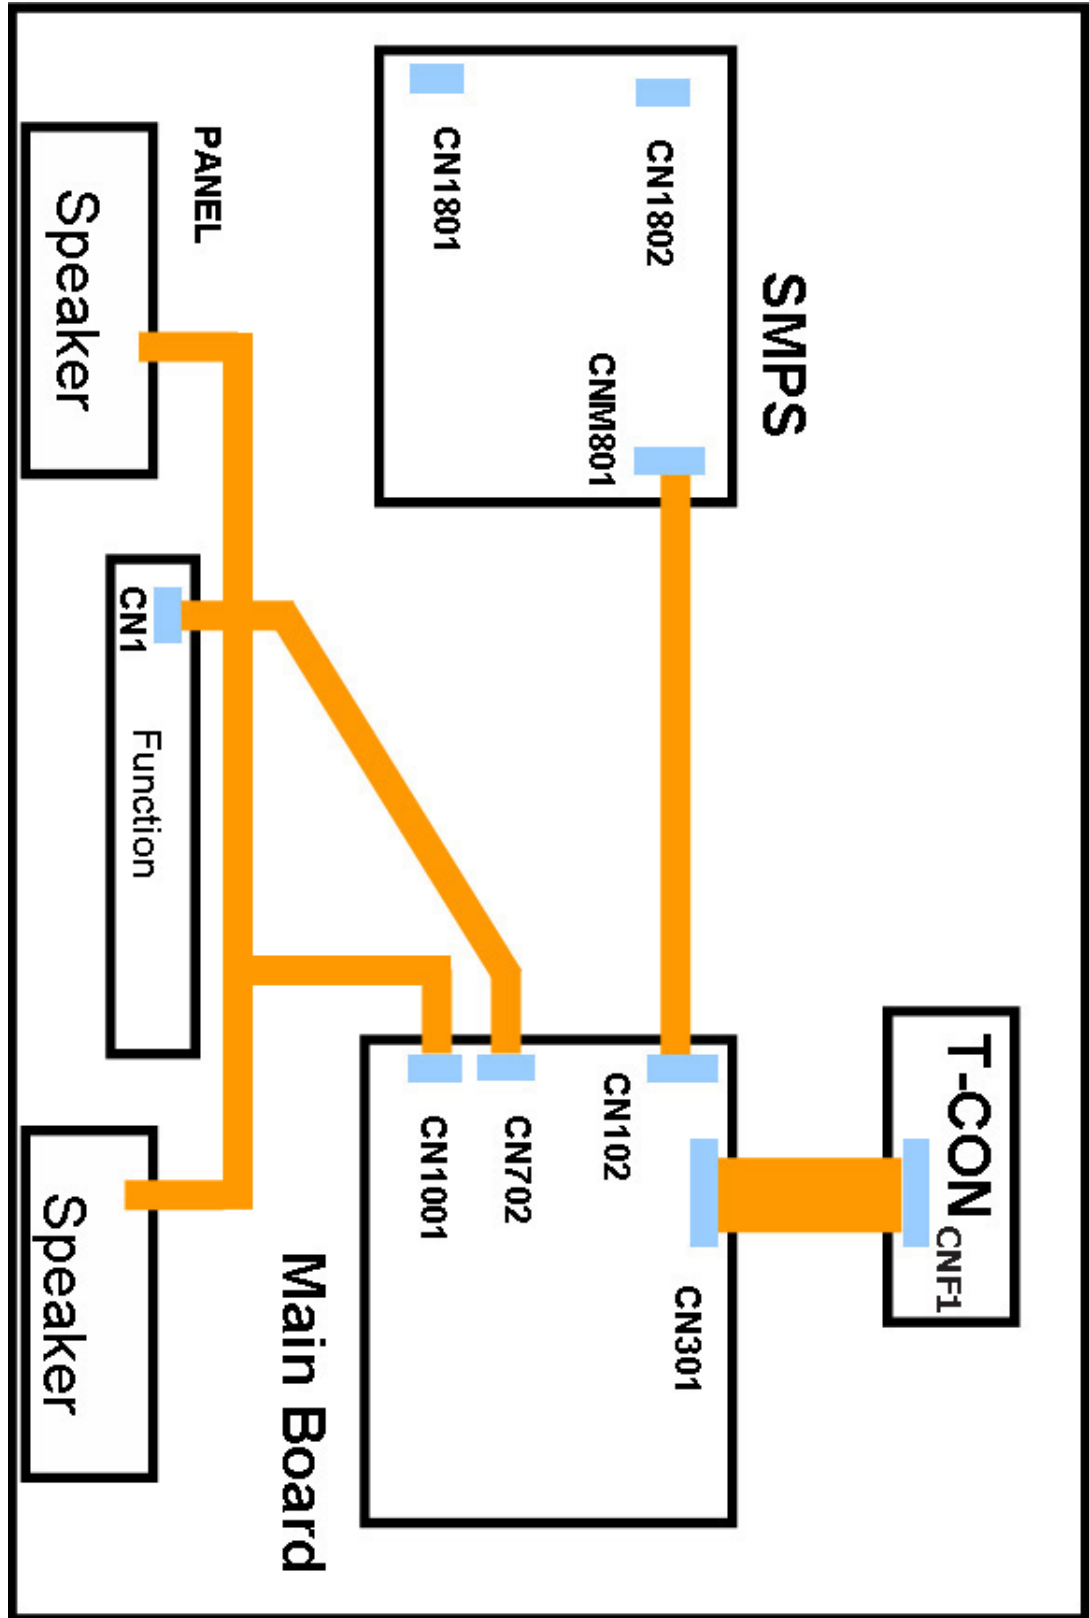 T-CON
CNF1
SMPS
CN1802
CNM801
CN1801
CN301
CN102
CN702
CN1001
Main Board
PANEL
CN1
Function
Speaker
Speaker